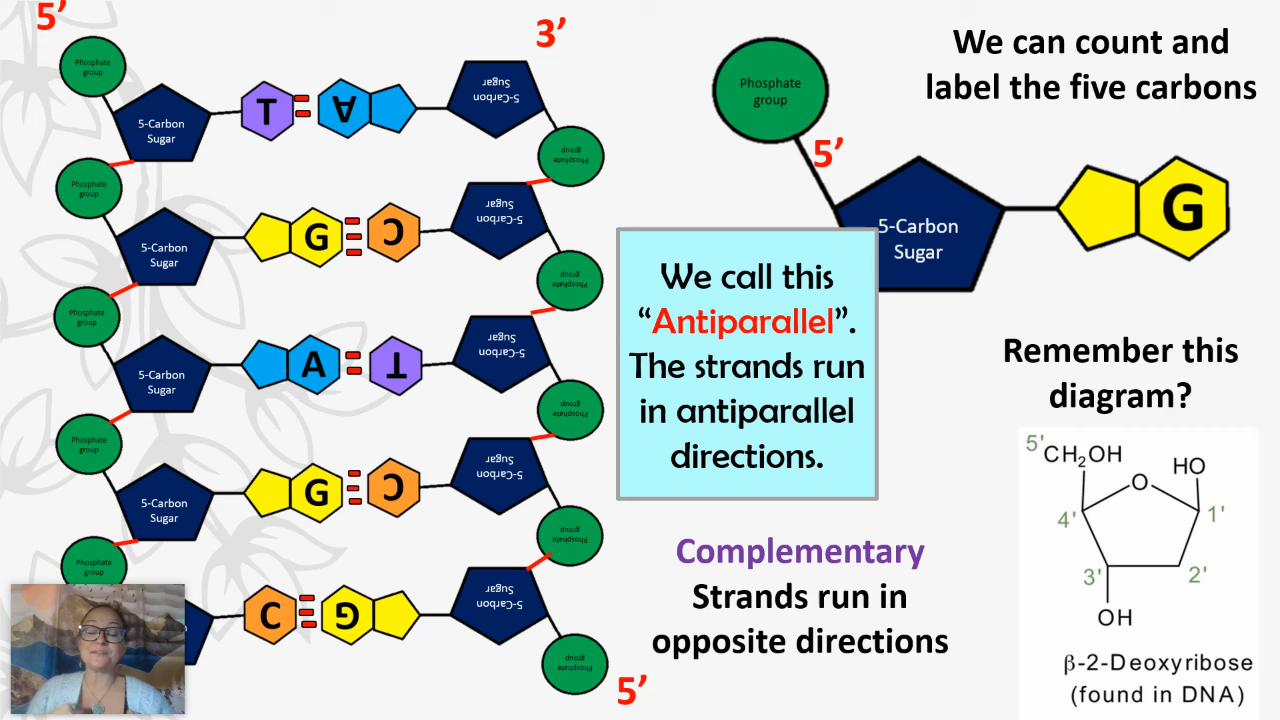 5’
3’
Phosphate
group
5-Carbon
Sugar
T
A
5-Carbon
Sugar
Phosphate
group
Phosphate
group
5-Carbon
Sugar
G
C
5-Carbon
Sugar
Phosphate
group
Phosphate
group
5-Carbon
Sugar
A
T
5-Carbon
Sugar
Phosphate
group
Phosphate
group
5-Carbon
Sugar
G
C
5-Carbon
Sugar
Phosphate
group
Phosphate
group
C
G
5-Carbon
Sugar
Phosphate
group
5’
We can count and
label the five carbons
Phosphate
group
5’
5-Carbon
Sugar
G
We call this
“Antiparallel”.
The strands run
in antiparallel
directions.
Complementary
Strands run in
opposite directions
Remember this
diagram?
5'
CH2OH
HO
O
4'
1'
3'
2'
OH
β-2-Deoxyribose
(found in DNA)